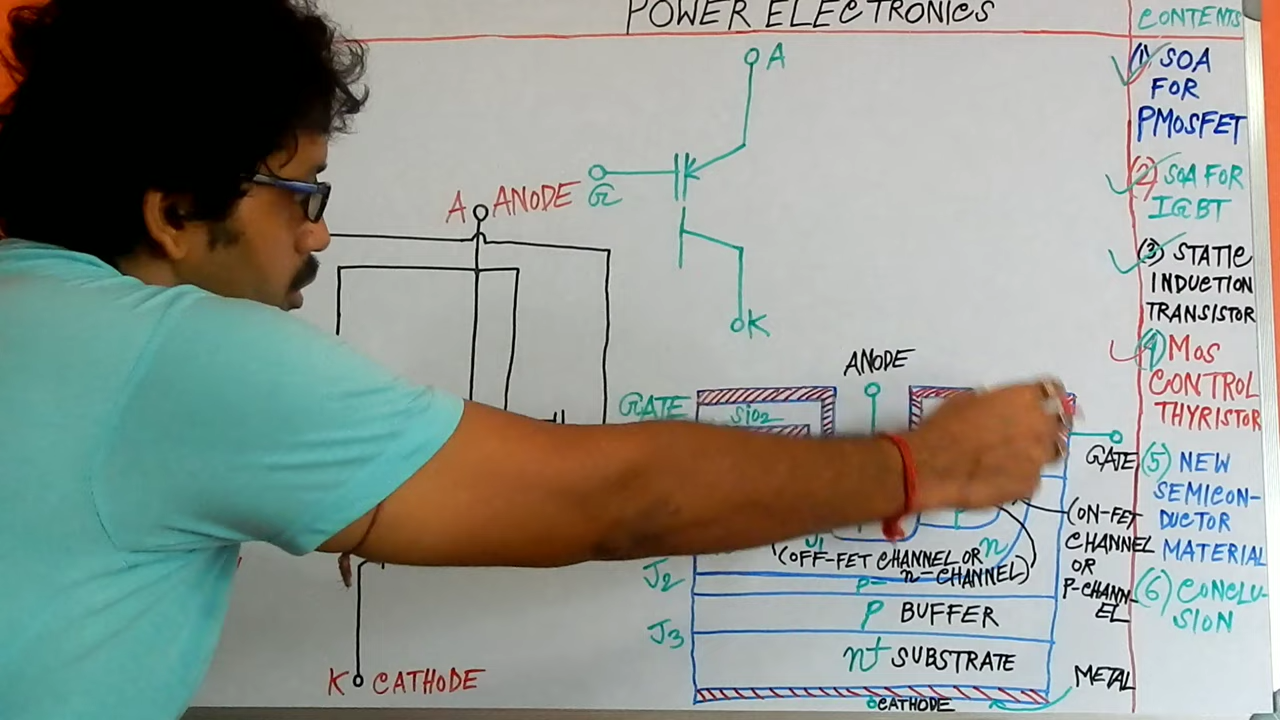 POWER ELECTRONICS
A
G
K
A ANODE
K CATHODE
ANODE
GATE
SiO2
GATE
(ON-FET
CHANNEL
OR
P-CHANN-
EL
J1
(OFF-FET CHANNEL OR
n-CHANNEL)
n
J2
P-
P BUFFER
J3
n+ SUBSTRATE
METAL
CATHODE
CONTENTS
(1) SOA
FOR
PMOSFET
(2) SOA FOR
IGBT
(3) STATIC
INDUCTION
TRANSISTOR
(4) MOS
CONTROL
THYRISTOR
(5) NEW
SEMICON-
DUCTOR
MATERIAL
(6) CONCLU-
SION